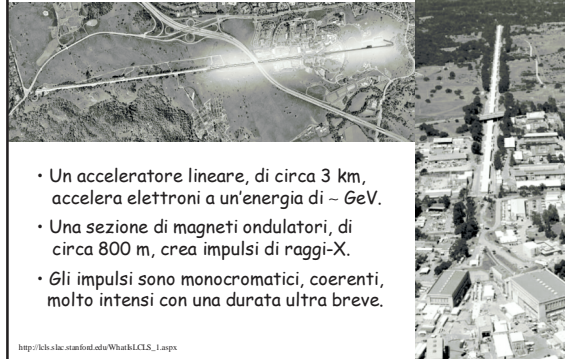 • Un acceleratore lineare, di circa 3 km,
accelera elettroni a un'energia di ~ GeV.
• Una sezione di magneti ondulatori, di
circa 800 m, crea impulsi di raggi-X.
• Gli impulsi sono monocromatici, coerenti,
molto intensi con una durata ultra breve.
http://lcls.slac.stanford.edu/WhatIsLCLS_1.aspx